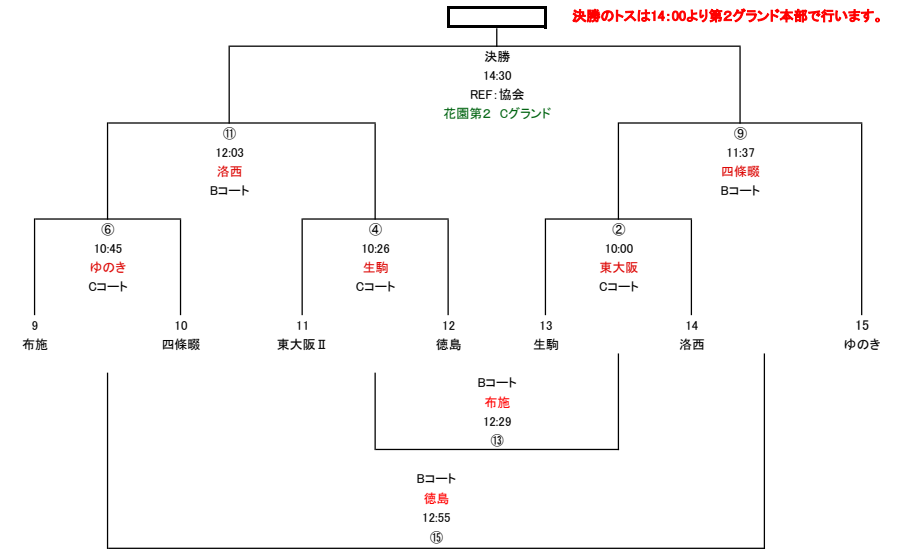 決勝のトスは14:00より第2グランド本部で行います。
決勝
14:30
REF:協会
花園第2 Cグランド
⑪
12:03
洛西
Bコート
⑨
11:37
四條畷
Bコート
⑥
10:45
ゆのき
Cコート
④
10:26
生駒
Cコート
②
10:00
東大阪
Cコート
9
布施
10
四條畷
11
東大阪Ⅱ
12
徳島
13
生駒
14
洛西
15
ゆのき
Bコート
布施
12:29
⑬
Bコート
徳島
12:55
⑮